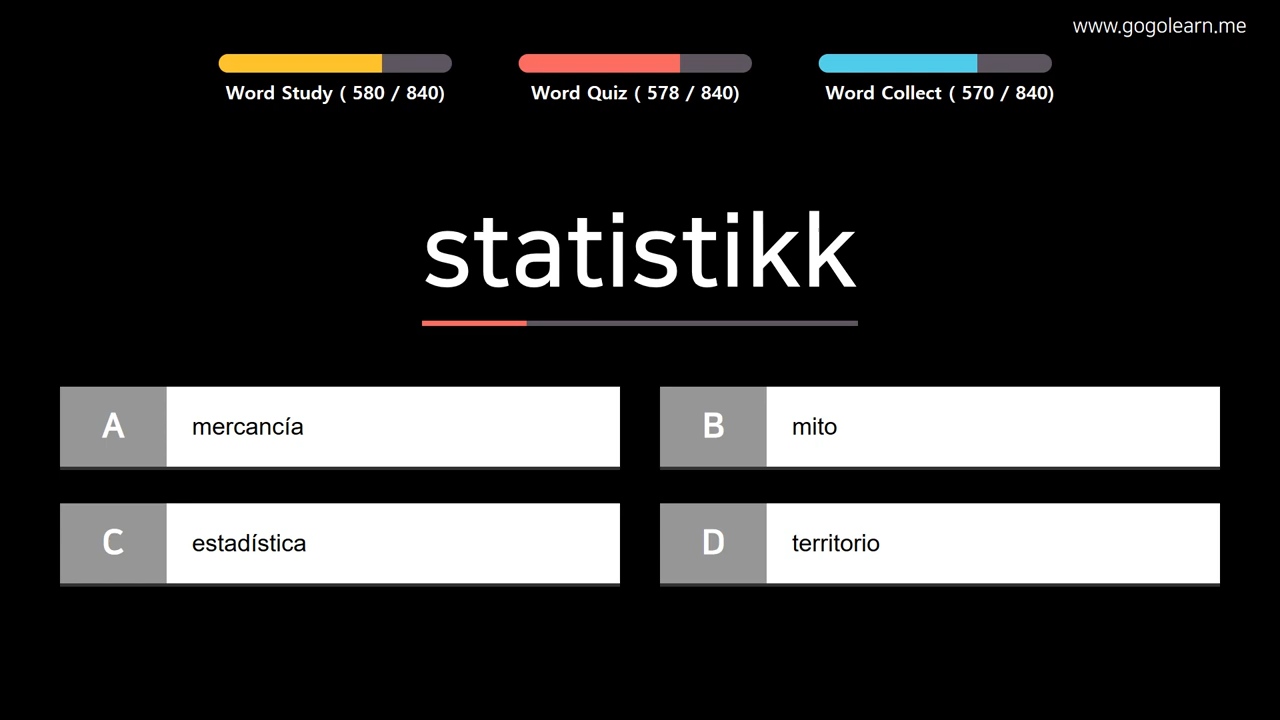 www.gogolearn.me
Word Study ( 580 / 840)
Word Quiz ( 578 / 840)
Word Collect ( 570 / 840)
statistikk
A mercancía
B mito
C estadística
D territorio